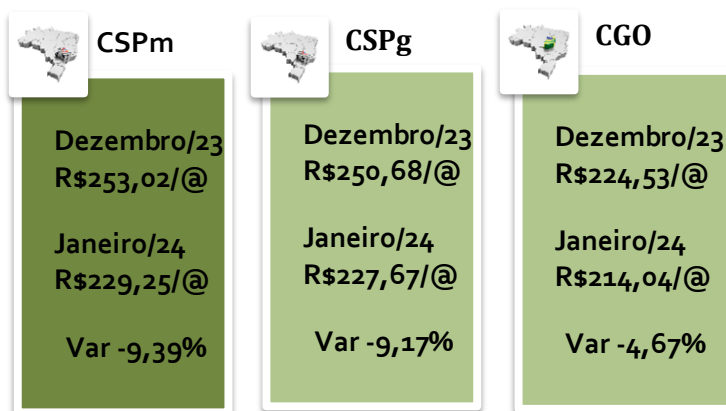 CSPm
Dezembro/23
R$253,02/@
Janeiro/24
R$229,25/@
Var -9,39%
CSPg
Dezembro/23
R$250,68/@
Janeiro/24
R$227,67/@
Var -9,17%
CGO
Dezembro/23
R$224,53/@
Janeiro/24
R$214,04/@
Var -4,67%